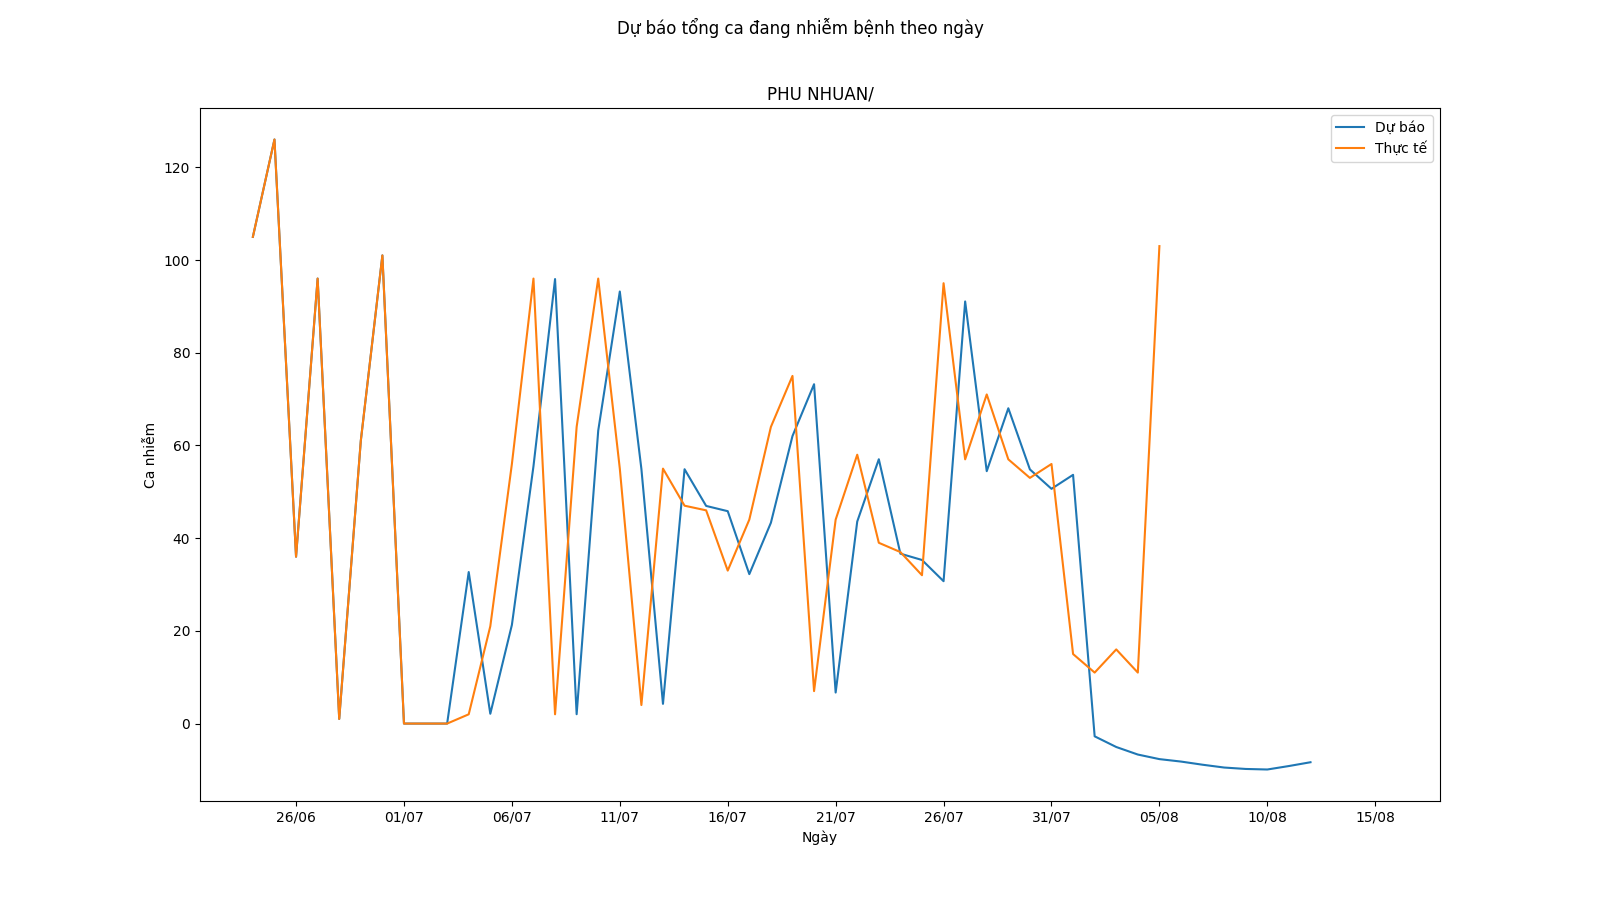 Dự báo tổng ca đang nhiễm bệnh theo ngày
PHU NHUAN/
Dự báo
Thực tế
120
100
80
60
40
20
0
Ca nhiễm
26/06 01/07 06/07 11/07 16/07 21/07 26/07 31/07 05/08 10/08 15/08
Ngày